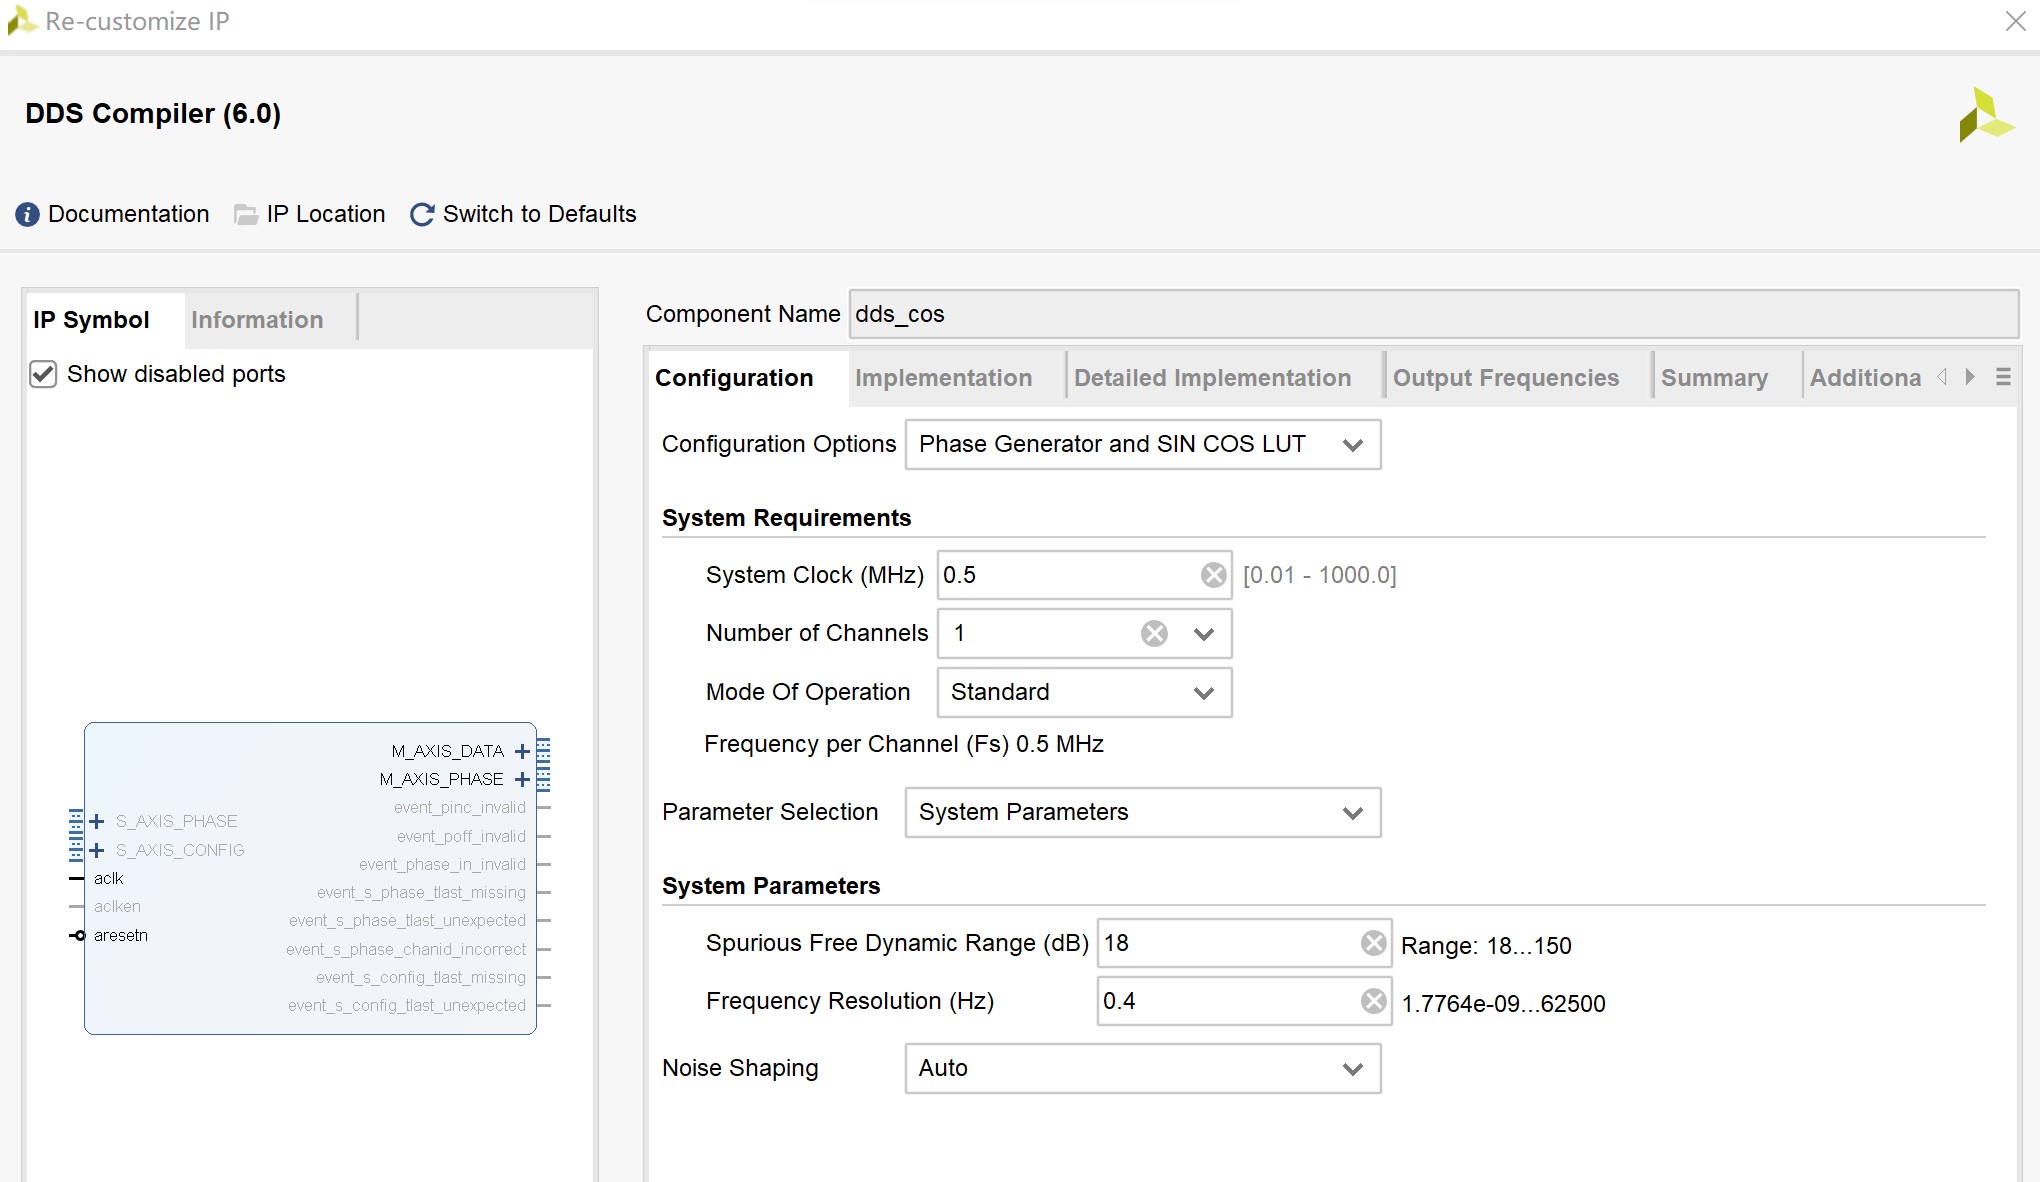 Re-customize IP
DDS Compiler (6.0)
Documentation IP Location Switch to Defaults
IP Symbol Information
Show disabled ports
M_AXIS_DATA
M_AXIS_PHASE
event_pinc_invalid
S_AXIS_PHASE
event_poff_invalid
S_AXIS_CONFIG
event_phase_in_invalid
aclk
event_s_phase_tlast_missing
aclken
event_s_phase_tlast_unexpected
aresetn
event_s_phase_chanid_incorrect
event_s_config_tlast_missing
event_s_config_tlast_unexpected
Component Name dds_cos
Configuration Implementation Detailed Implementation Output Frequencies Summary Additiona
Configuration Options Phase Generator and SIN COS LUT
System Requirements
System Clock (MHz) 0.5 [0.01 - 1000.0]
Number of Channels 1
Mode Of Operation Standard
Frequency per Channel (Fs) 0.5 MHz
Parameter Selection System Parameters
System Parameters
Spurious Free Dynamic Range (dB) 18 Range: 18...150
Frequency Resolution (Hz) 0.4 1.7764e-09...62500
Noise Shaping Auto